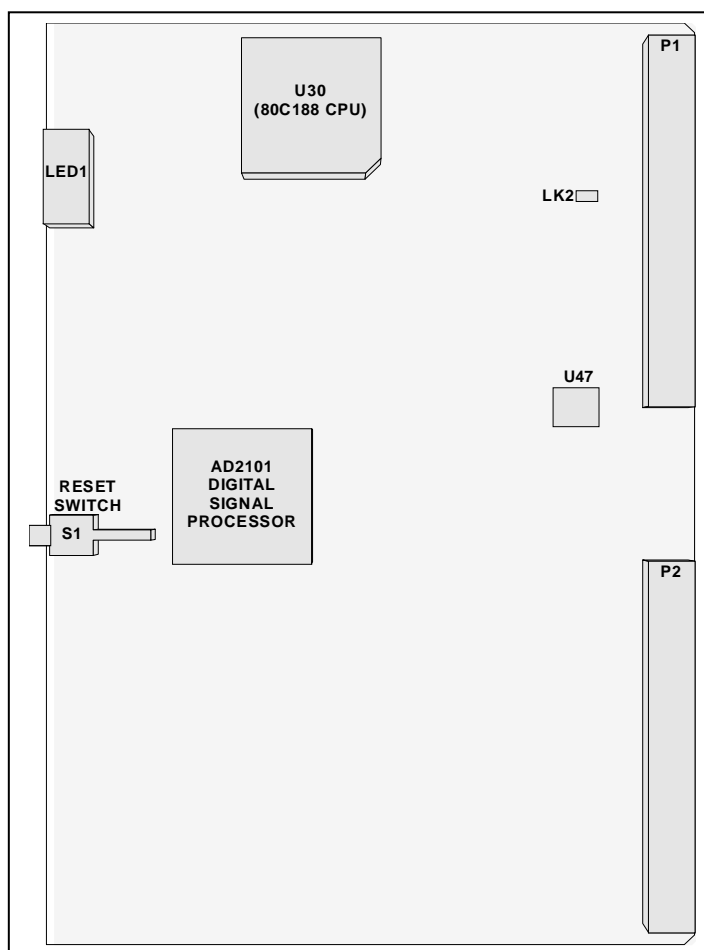 P1
U30
(80C188 CPU)
LED1
LK2
U47
AD2101
DIGITAL
SIGNAL
PROCESSOR
RESET
SWITCH
S1
P2